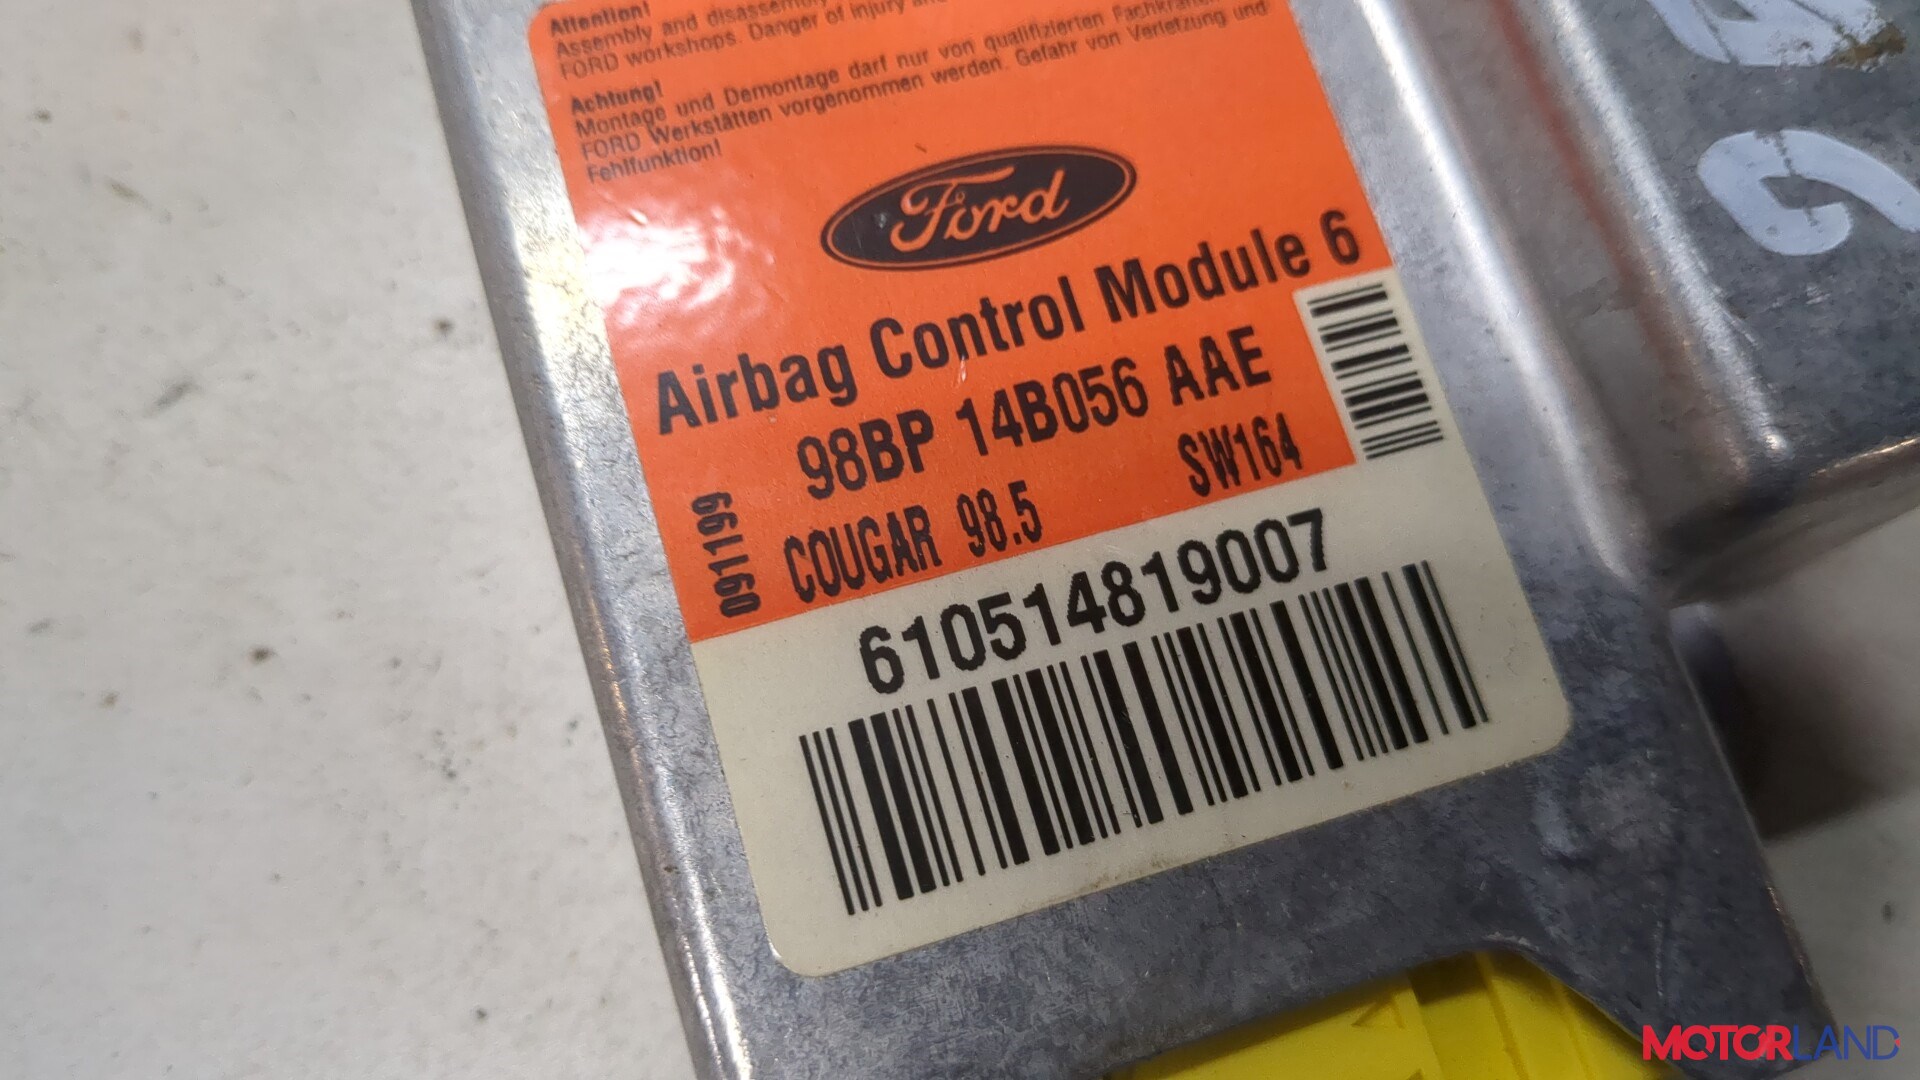 Attention!
Assembly and disassembly
FORD workshops. Danger of injury and
Achtung!
Montage und Demontage darf nur von qualifizierten Fachkräften
FORD Werkstätten vorgenommen werden. Gefahr von Verletzung und
Fehlfunktion!
Ford
Airbag Control Module 6
98BP 14B056 AAE
COUGAR 98.5 SW164
091199
610514819007
MOTORLAND